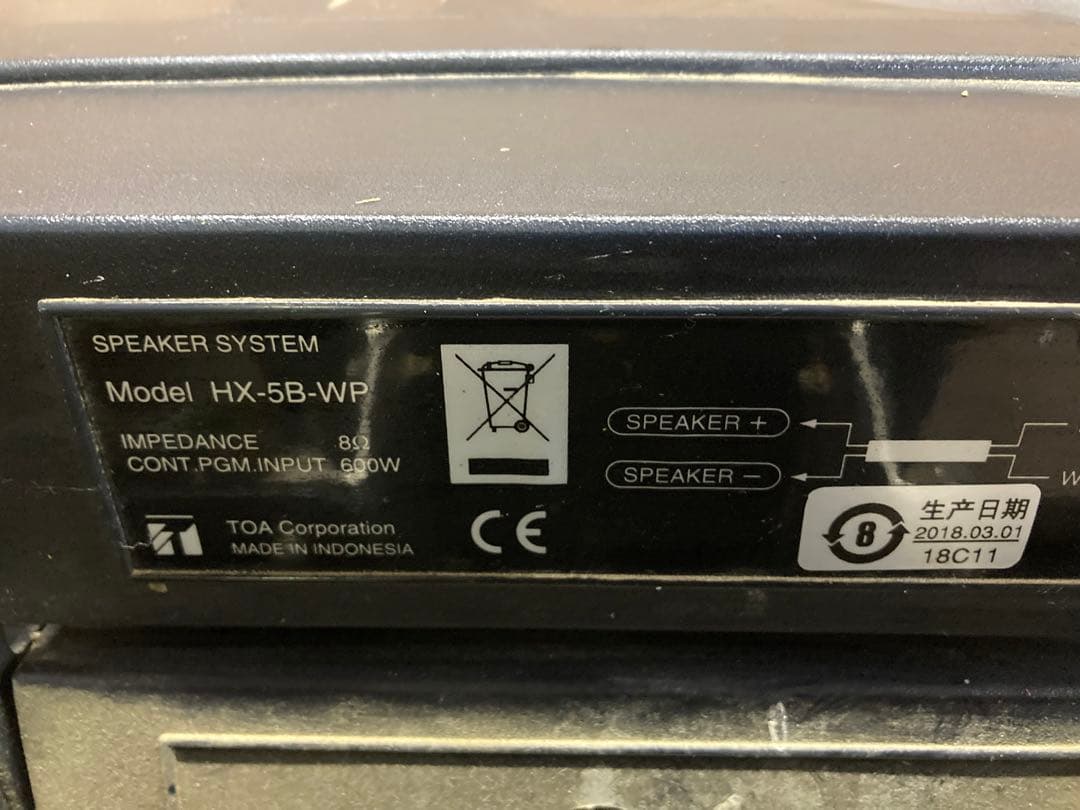 SPEAKER SYSTEM
Model HX-5B-WP
IMPEDANCE 8Ω
CONT.PGM.INPUT 600W
TOA Corporation
MADE IN INDONESIA
CE
SPEAKER +
SPEAKER −
W
8
生产日期
2018.03.01
18C11